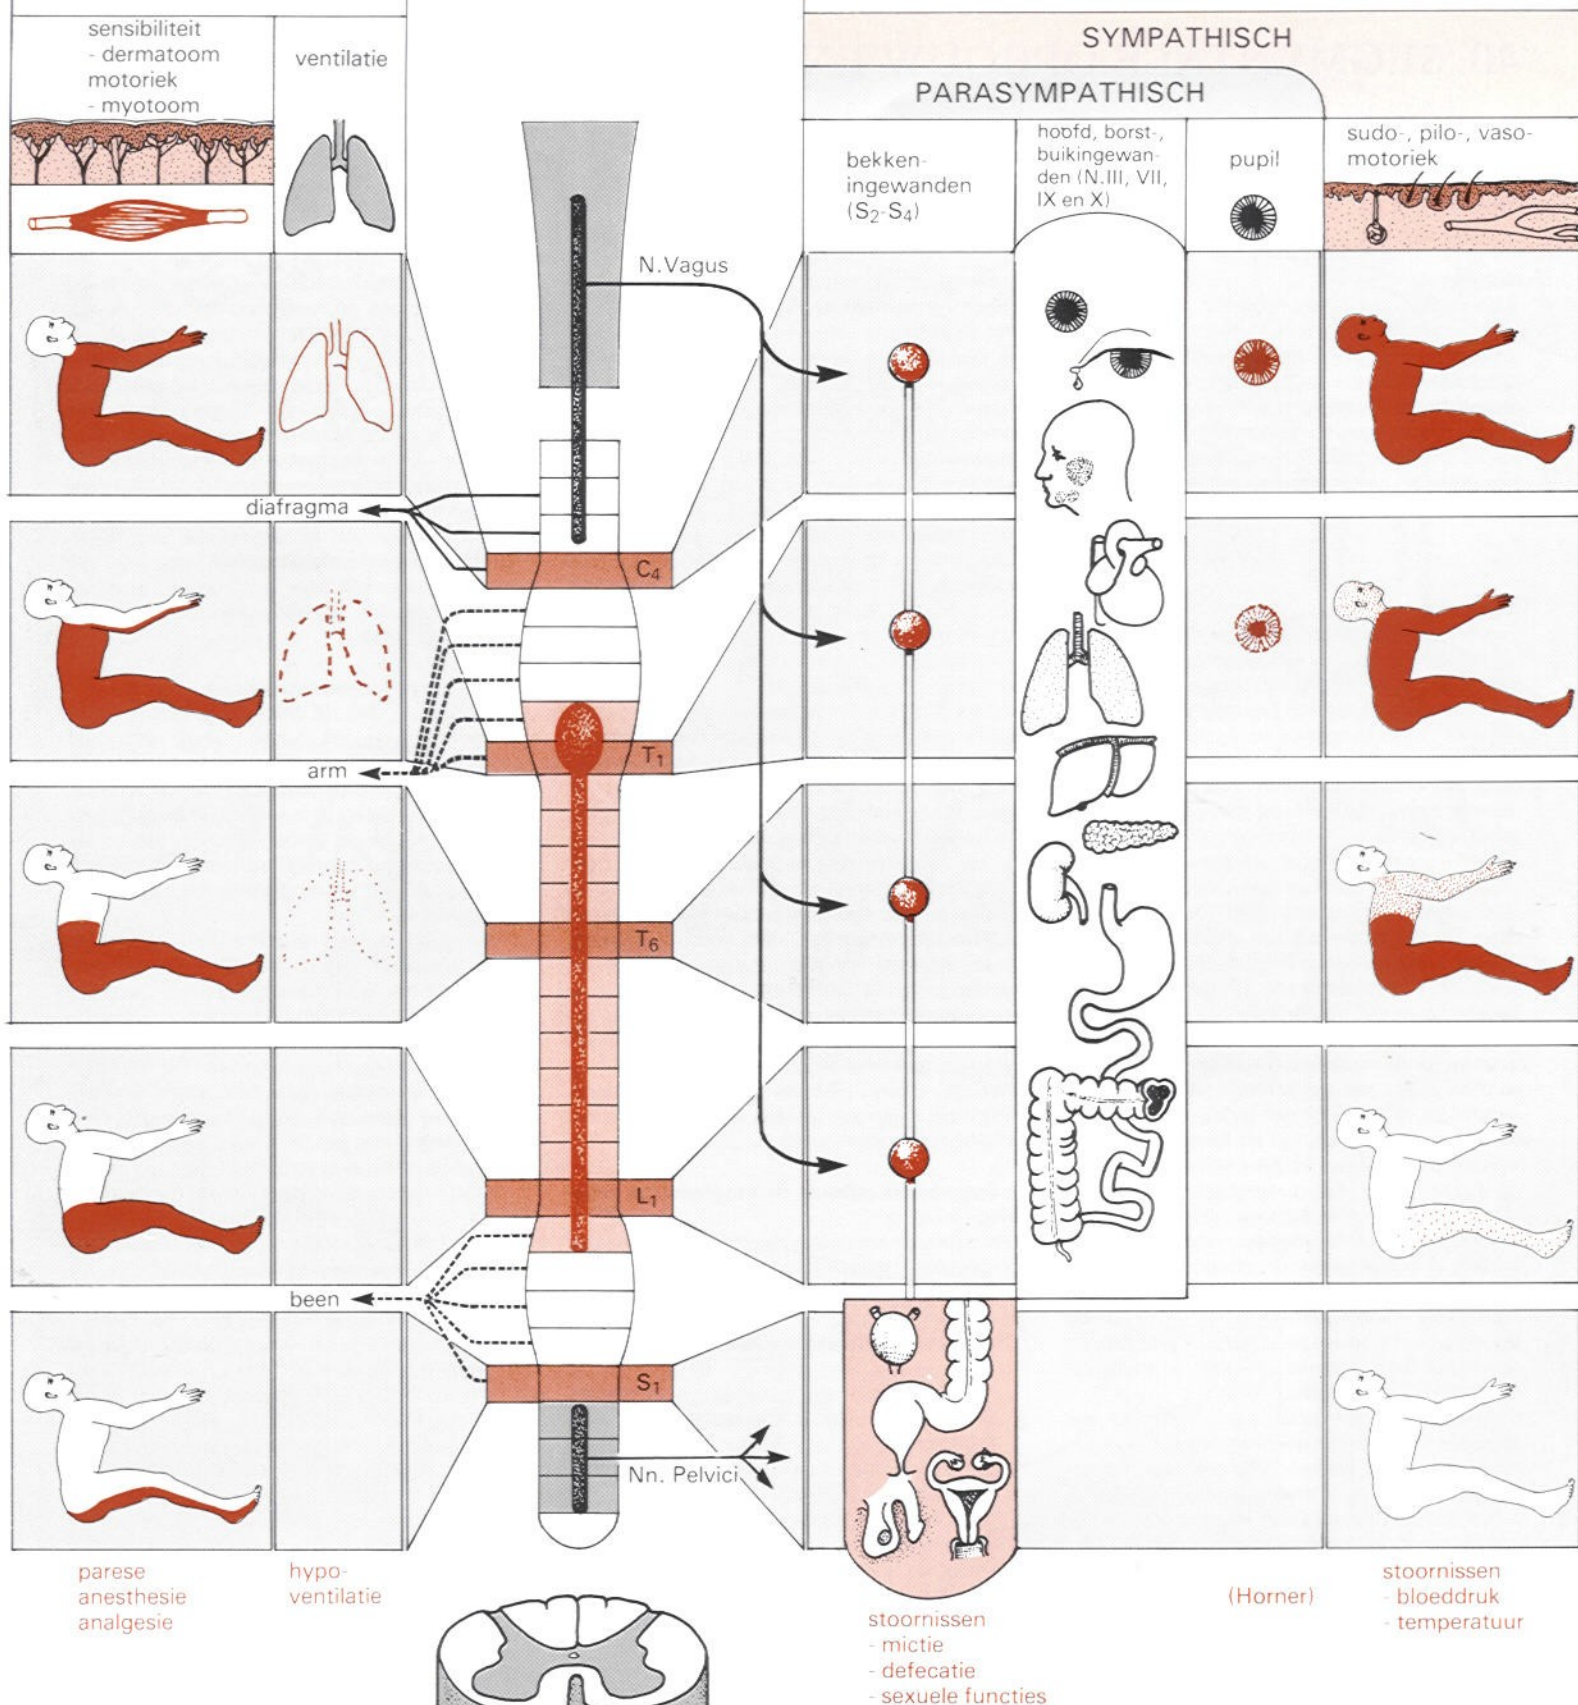 SYMPATHISCH
PARASYMPATHISCH
sensibiliteit
- dermatoom
motoriek
- myotoom
ventilatie
bekken-
ingewanden
(S₂-S₄)
hoofd, borst-,
buikingewan-
den (N.III, VII,
IX en X)
pupil
sudo-, pilo-, vaso-
motoriek
N.Vagus
diafragma
C₄
arm
T₁
T₆
L₁
been
S₁
Nn. Pelvici
parese
anesthesie
analgesie
hypo-
ventilatie
stoornissen
- mictie
- defecatie
- sexuele functies
(Horner)
stoornissen
- bloeddruk
- temperatuur